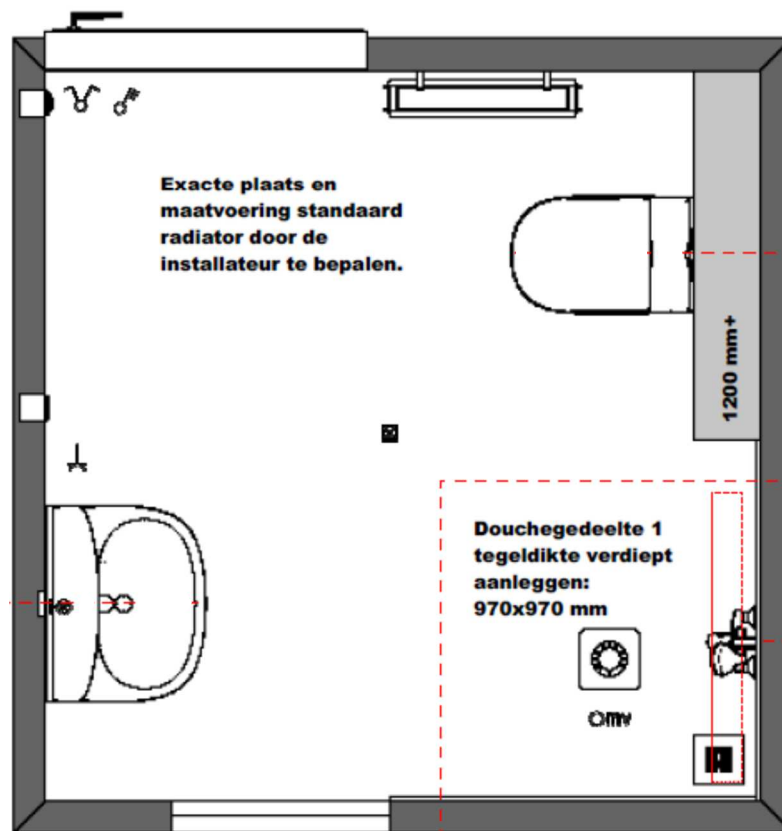 Exacte plaats en
maatvoering standaard
radiator door de
installateur te bepalen.
1200 mm+
Douchegedeelte 1
tegeldikte verdiept
aanleggen:
970x970 mm
mv